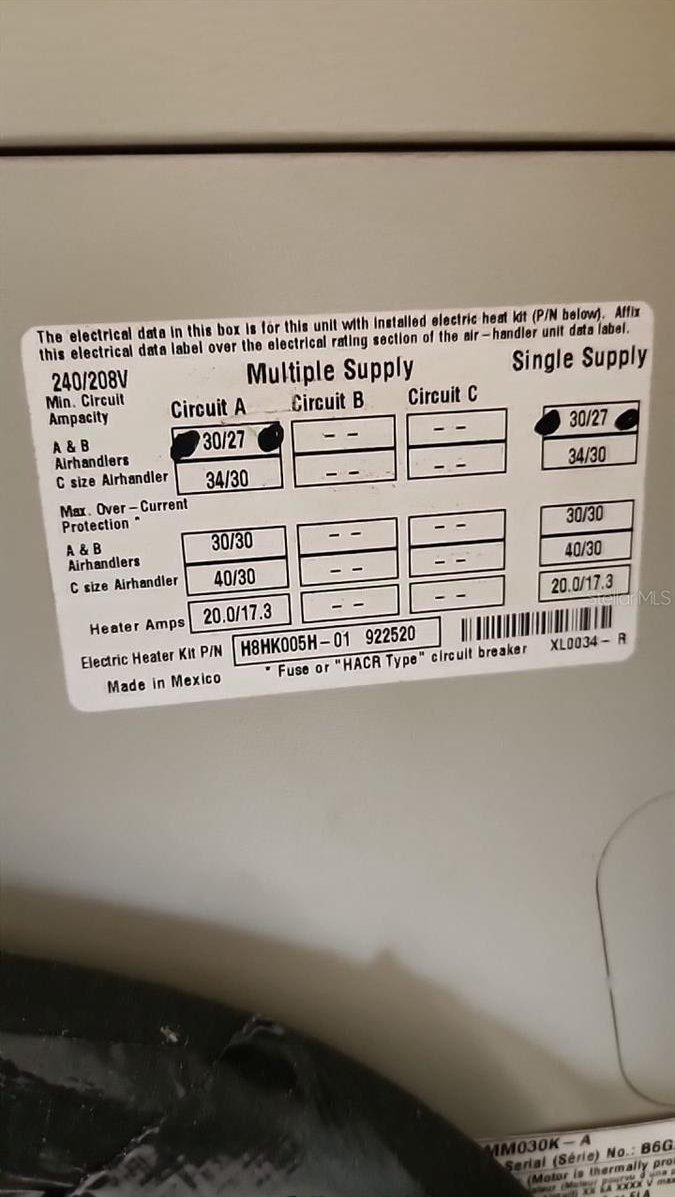 The electrical data in this box is for this unit with installed electric heat kit (P/N below). Affix
this electrical data label over the electrical rating section of the air-handler unit data label.
240/208V Multiple Supply Single Supply
Min. Circuit
Ampacity Circuit A Circuit B Circuit C
A & B
Airhandlers 30/27 -- -- 30/27
C size Airhandler 34/30 -- -- 34/30
Max. Over-Current
Protection *
A & B
Airhandlers 30/30 -- -- 30/30
C size Airhandler 40/30 -- -- 40/30
Heater Amps 20.0/17.3 -- -- 20.0/17.3
Electric Heater Kit P/N H8HK005H-01 922520
Made in Mexico * Fuse or "HACR Type" circuit breaker XL0034-R
Stellar MLS
MM030K-A
Serial (Série) No.: B6G
(Motor is thermally pro